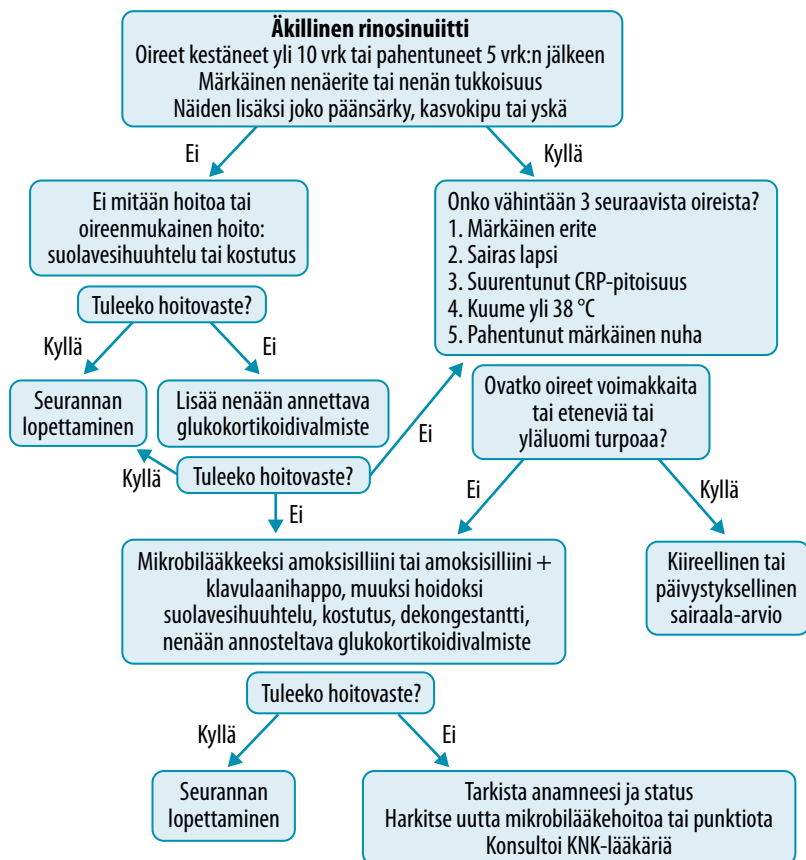 Äkillinen rinosinuiitti
Oireet kestäneet yli 10 vrk tai pahentuneet 5 vrk:n jälkeen
Märkäinen nenäerite tai nenän tukkoisuus
Näiden lisäksi joko päänsärky, kasvokipu tai yskä
Ei
Kyllä
Ei mitään hoitoa tai
oireenmukainen hoito:
suolavesihuuhtelu tai kostutus
Onko vähintään 3 seuraavista oireista?
1. Märkäinen erite
2. Sairas lapsi
3. Suurentunut CRP-pitoisuus
4. Kuume yli 38 °C
5. Pahentunut märkäinen nuha
Tuleeko hoitovaste?
Kyllä
Ei
Seurannan
lopettaminen
Lisää nenään annettava
glukokortikoidivalmiste
Ei
Ovatko oireet voimakkaita
tai eteneviä tai
yläluomi turpoaa?
Kyllä
Tuleeko hoitovaste?
Ei
Ei
Kyllä
Mikrobilääkkeeksi amoksisilliini tai amoksisilliini +
klavulaanihappo, muuksi hoidoksi
suolavesihuuhtelu, kostutus, dekongestantti,
nenään annosteltava glukokortikoidivalmiste
Kiireellinen tai
päivystyksellinen
sairaala-arvio
Tuleeko hoitovaste?
Kyllä
Ei
Seurannan
lopettaminen
Tarkista anamneesi ja status
Harkitse uutta mikrobilääkehoitoa tai punktiota
Konsultoi KNK-lääkäriä